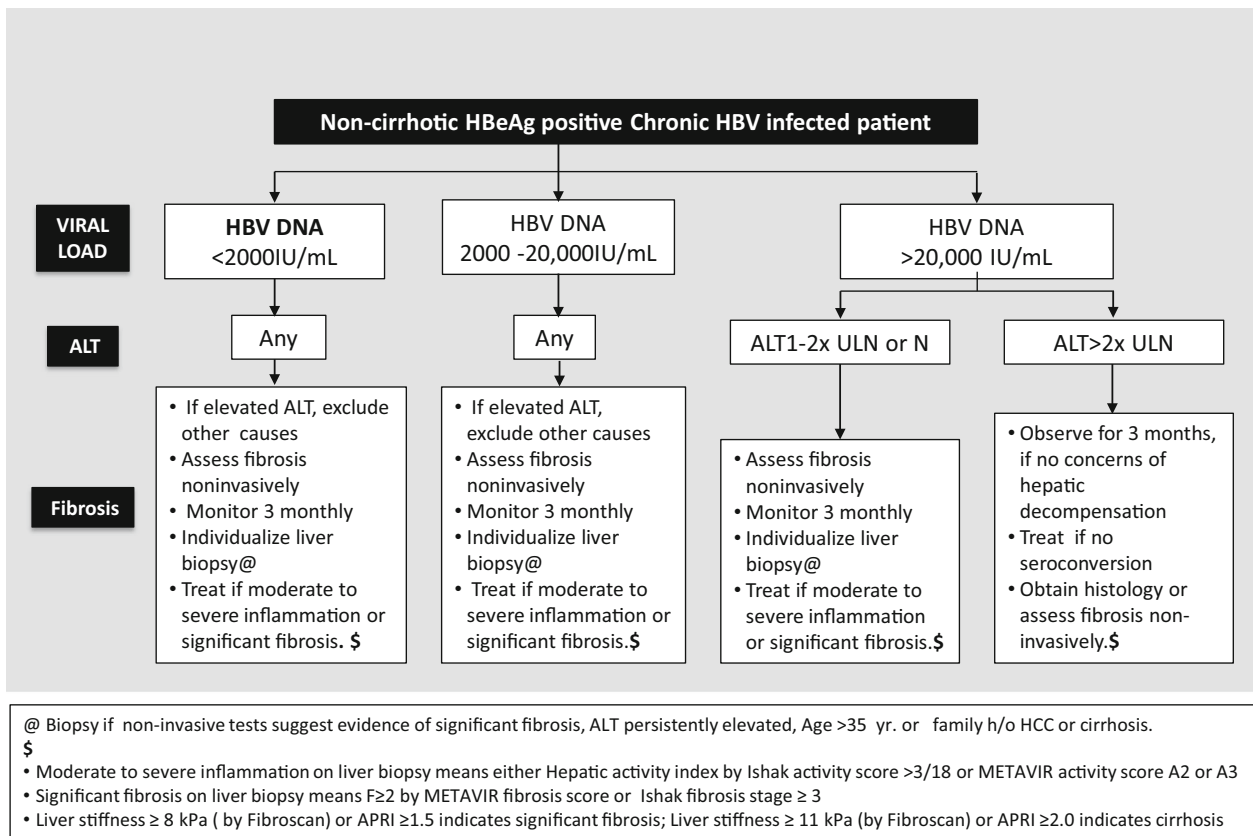 Non-cirrhotic HBeAg positive Chronic HBV infected patient
VIRAL
LOAD
HBV DNA
<2000IU/mL
HBV DNA
2000 -20,000IU/mL
HBV DNA
>20,000 IU/mL
ALT
Any
Any
ALT1-2x ULN or N
ALT>2x ULN
Fibrosis
• If elevated ALT, exclude
other causes
• Assess fibrosis
noninvasively
• Monitor 3 monthly
• Individualize liver
biopsy@
• Treat if moderate to
severe inflammation or
significant fibrosis. $
• If elevated ALT,
exclude other causes
• Assess fibrosis
noninvasively
• Monitor 3 monthly
• Individualize liver
biopsy@
• Treat if moderate to
severe inflammation or
significant fibrosis.$
• Assess fibrosis
noninvasively
• Monitor 3 monthly
• Individualize liver
biopsy@
• Treat if moderate to
severe inflammation
or significant fibrosis.$
• Observe for 3 months,
if no concerns of
hepatic
decompensation
• Treat if no
seroconversion
• Obtain histology or
assess fibrosis non-
invasively.$
@ Biopsy if non-invasive tests suggest evidence of significant fibrosis, ALT persistently elevated, Age >35 yr. or family h/o HCC or cirrhosis.
$
• Moderate to severe inflammation on liver biopsy means either Hepatic activity index by Ishak activity score >3/18 or METAVIR activity score A2 or A3
• Significant fibrosis on liver biopsy means F≥2 by METAVIR fibrosis score or Ishak fibrosis stage ≥ 3
• Liver stiffness ≥ 8 kPa ( by Fibroscan) or APRI ≥1.5 indicates significant fibrosis; Liver stiffness ≥ 11 kPa (by Fibroscan) or APRI ≥2.0 indicates cirrhosis